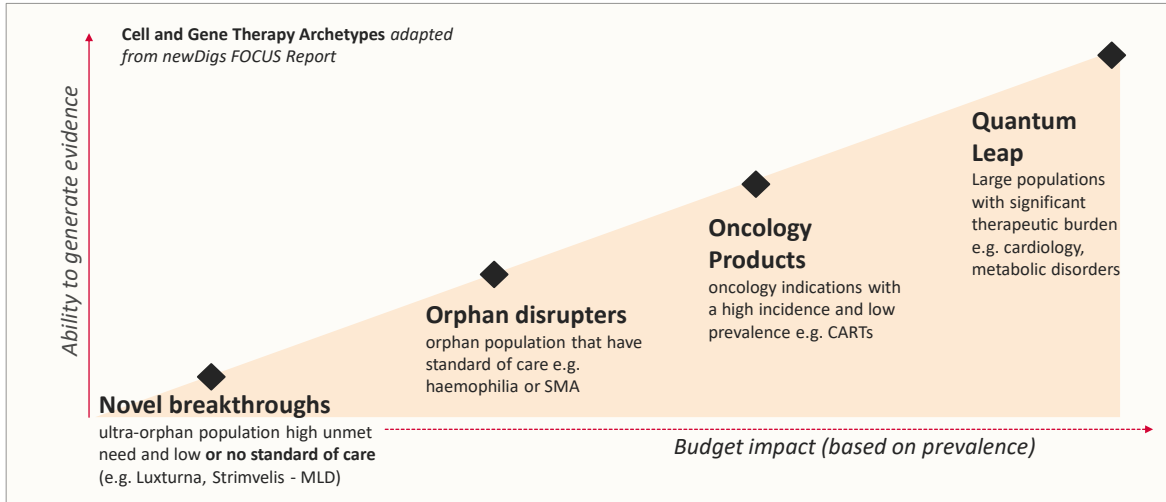 Cell and Gene Therapy Archetypes adapted
from newDigs FOCUS Report
Ability to generate evidence
Quantum
Leap
Large populations
with significant
therapeutic burden
e.g. cardiology,
metabolic disorders
Oncology
Products
oncology indications with
a high incidence and low
prevalence e.g. CARTs
Orphan disrupters
orphan population that have
standard of care e.g.
haemophilia or SMA
Novel breakthroughs
ultra-orphan population high unmet
need and low or no standard of care
(e.g. Luxturna, Strimvelis - MLD)
Budget impact (based on prevalence)